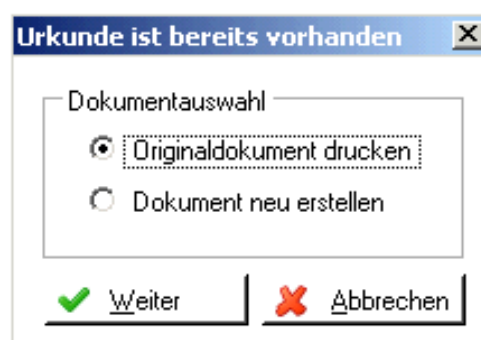 Urkunde ist bereits vorhanden
Dokumentauswahl
Originaldokument drucken
Dokument neu erstellen
Weiter
Abbrechen